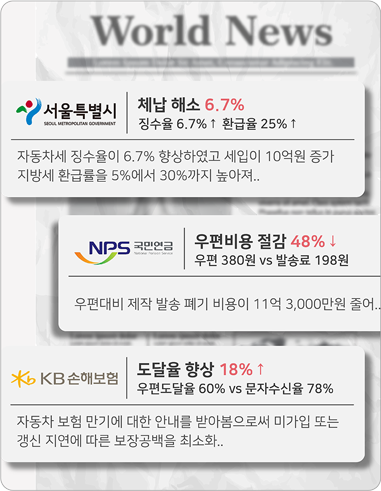 World News
서울특별시
SEOUL METROPOLITAN GOVERNMENT
체납 해소 6.7%
징수율 6.7%↑ 환급율 25%↑
자동차세 징수율이 6.7% 향상하였고 세입이 10억원 증가
지방세 환급률을 5%에서 30%까지 높아져..
NPS 국민연금
우편비용 절감 48%↓
우편 380원 vs 발송료 198원
우편대비 제작 발송 폐기 비용이 11억 3,000만원 줄어..
KB손해보험
도달율 향상 18%↑
우편도달율 60% vs 문자수신율 78%
자동차 보험 만기에 대한 안내를 받아봄으로써 미가입 또는
갱신 지연에 따른 보장공백을 최소화..